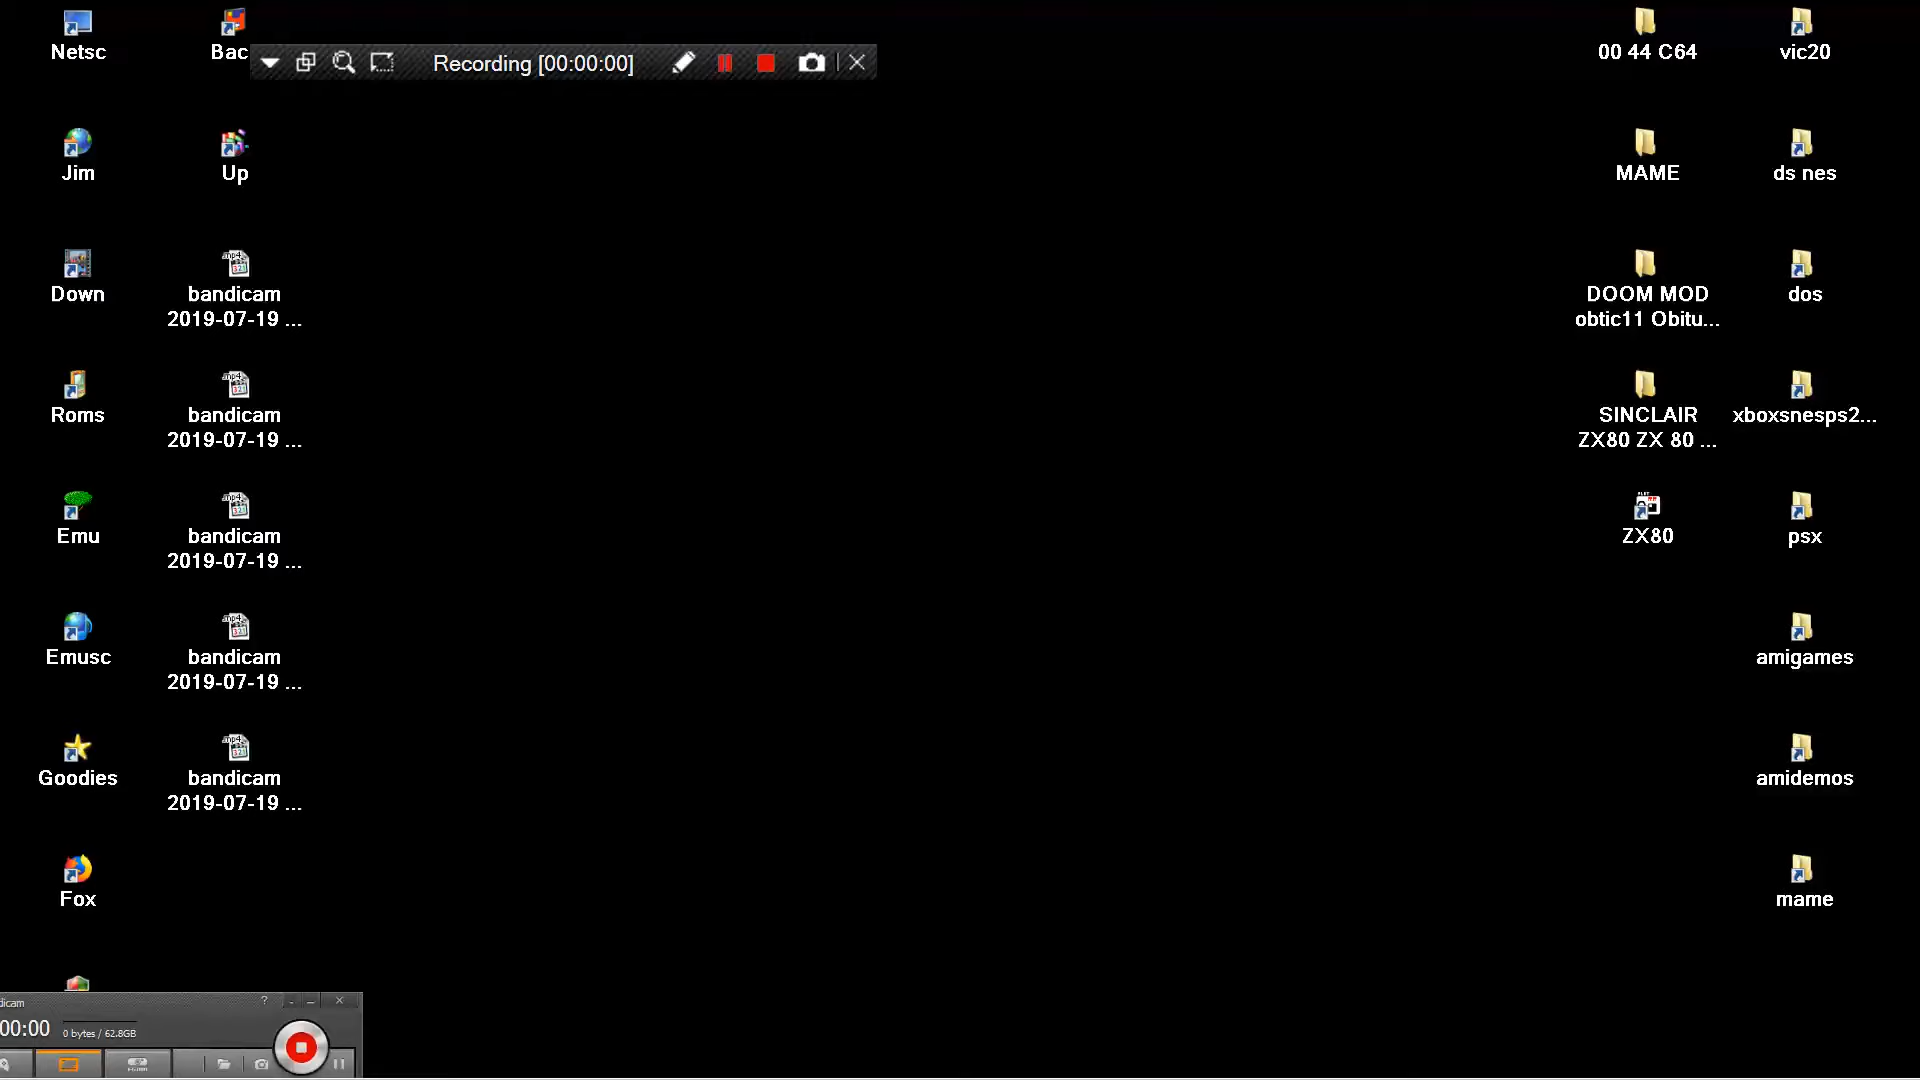 Netsc
Bac
Recording [00:00:00]
00 44 C64
vic20
Jim
Up
MAME
ds nes
Down
bandicam
2019-07-19 ...
DOOM MOD
obtic11 Obitu...
dos
Roms
bandicam
2019-07-19 ...
SINCLAIR
ZX80 ZX 80 ...
xboxsnesps2...
Emu
bandicam
2019-07-19 ...
ZX80
psx
Emusc
bandicam
2019-07-19 ...
amigames
Goodies
bandicam
2019-07-19 ...
amidemos
Fox
mame
dicam
00:00
0 bytes / 62.8GB